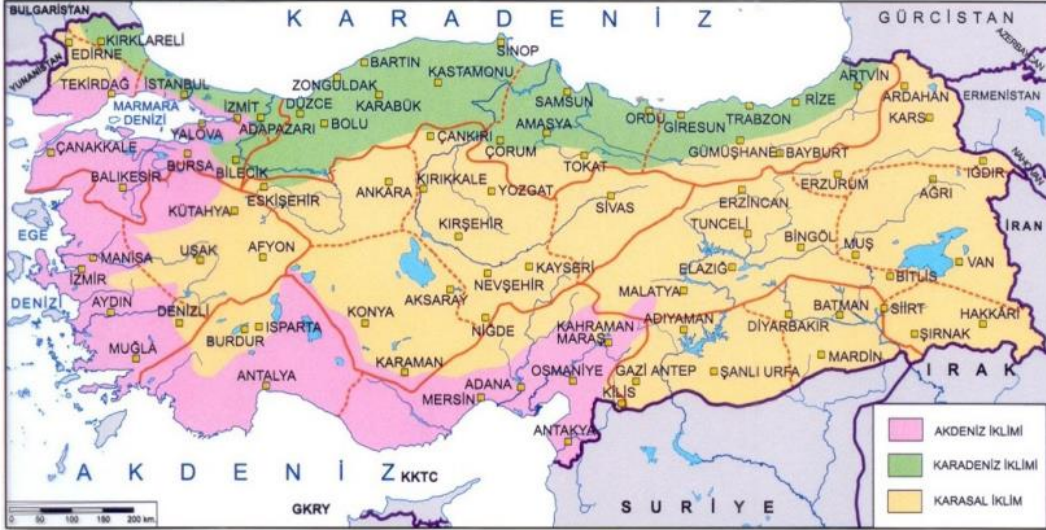 BULGARİSTAN
KARADENİZ
GÜRCİSTAN
AZERBAYCAN
YUNANİSTAN
KIRKLARELİ
EDİRNE
SİNOP
BARTIN
TEKİRDAĞ
İSTANBUL
ZONGULDAK
KASTAMONU
ARTVİN
ARDAHAN
ERMENİSTAN
MARMARA
DENİZİ
İZMİT
DÜZCE
KARABÜK
SAMSUN
ORDU
GİRESUN
TRABZON
RİZE
KARS
YALOVA
ADAPAZARI
BOLU
ÇANKIRI
AMASYA
ÇORUM
TOKAT
GÜMÜŞHANE
BAYBURT
ÇANAKKALE
BURSA
BİLECİK
NAHÇIVAN
IĞDIR
BALIKESİR
ESKİŞEHİR
ANKARA
KIRIKKALE
YOZGAT
SİVAS
ERZİNCAN
ERZURUM
AĞRI
KÜTAHYA
KIRŞEHİR
TUNCELİ
BİNGÖL
MUŞ
İRAN
EGE
DENİZİ
MANİSA
UŞAK
AFYON
İZMİR
KAYSERİ
NEVŞEHİR
ELAZIĞ
BİTLİS
VAN
AYDIN
DENİZLİ
AKSARAY
MALATYA
ISPARTA
BURDUR
KONYA
NİĞDE
KAHRAMAN
MARAŞ
ADIYAMAN
DİYARBAKIR
BATMAN
SİİRT
HAKKARİ
ŞIRNAK
MUĞLA
ANTALYA
KARAMAN
MERSİN
ADANA
OSMANİYE
GAZİ ANTEP
ŞANLI URFA
MARDİN
KİLİS
IRAK
ANTAKYA
AKDENİZ
KKTC
GKRY
SURİYE
AKDENİZ İKLİMİ
KARADENİZ İKLİMİ
KARASAL İKLİM
0 50 100 150 200 km.